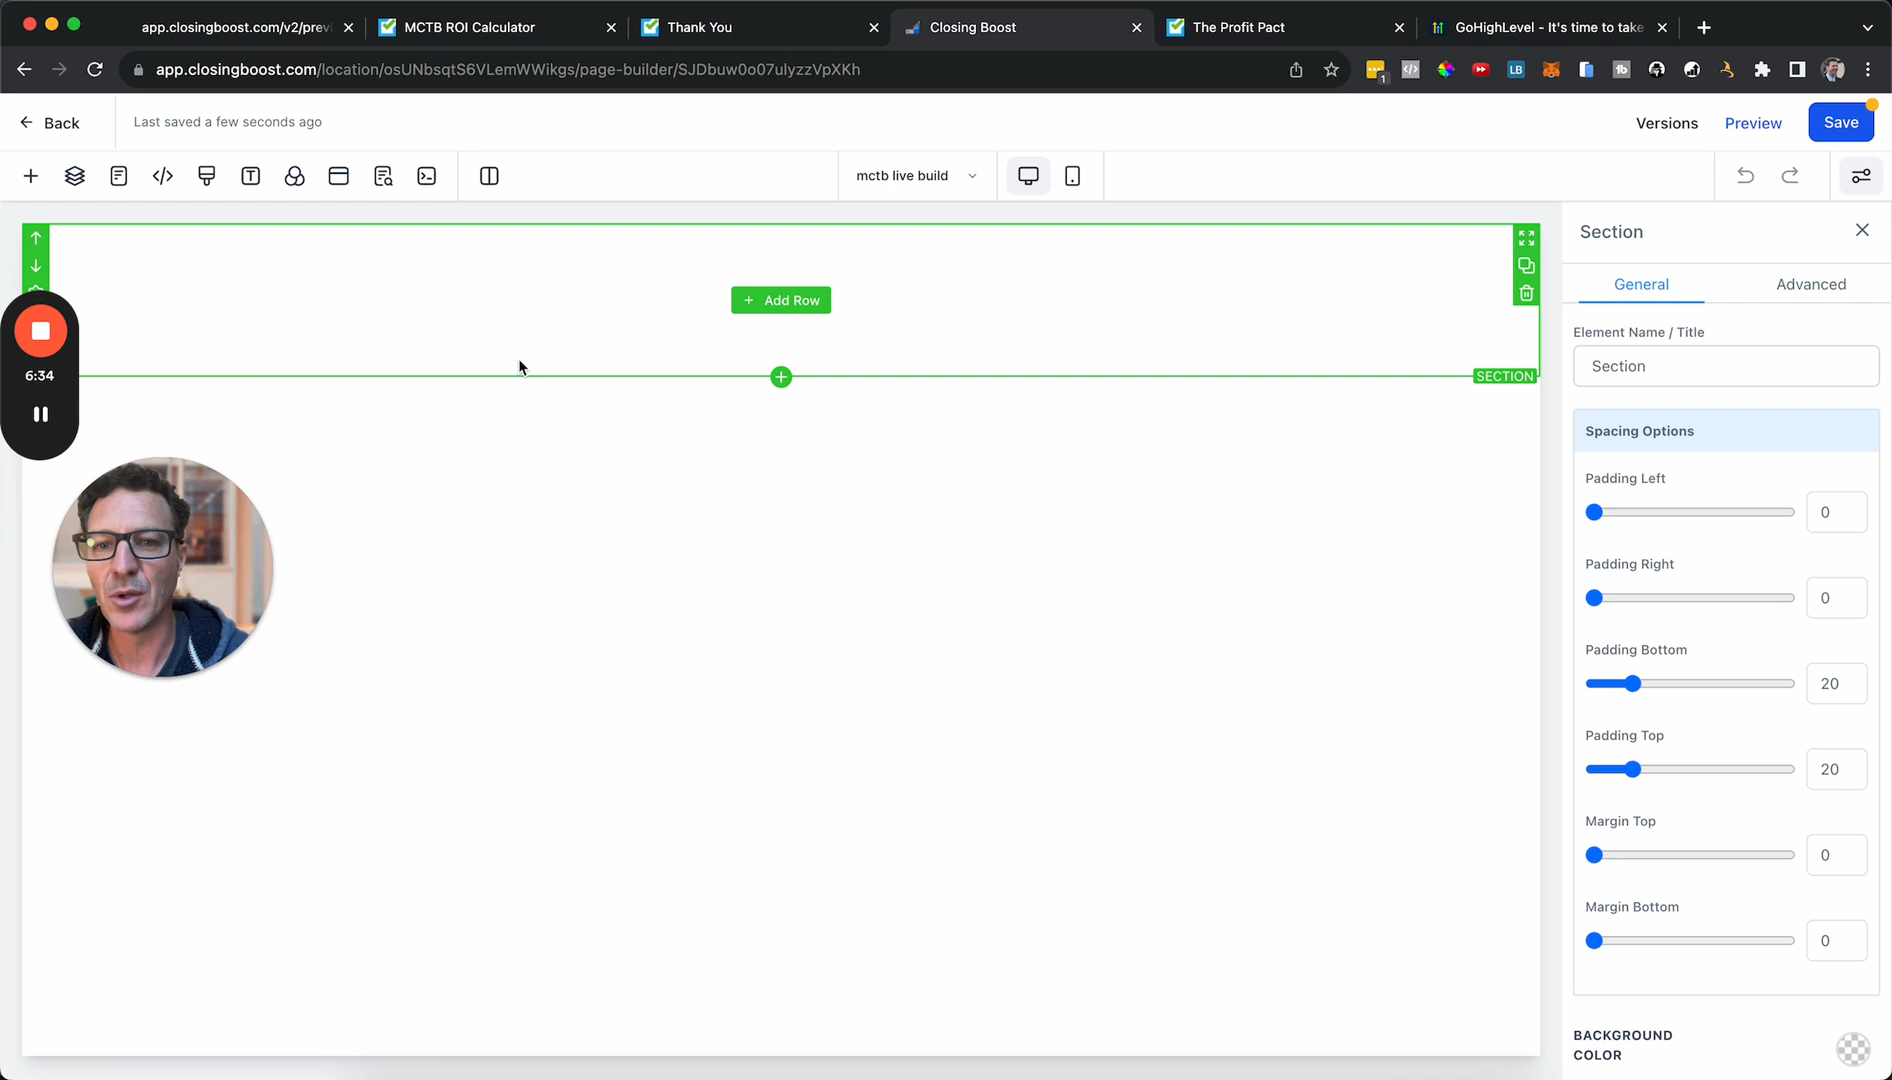 app.closingboost.com/v2/previ
MCTB ROI Calculator
Thank You
Closing Boost
The Profit Pact
GoHighLevel - It's time to take
app.closingboost.com/location/osUNbsqtS6VLemWWikgs/page-builder/SJDbuw0o07ulyzzVpXKh
1
LB
Back
Last saved a few seconds ago
Versions
Preview
Save
mctb live build
Section
General
Advanced
Add Row
6:34
SECTION
Element Name / Title
Section
Spacing Options
Padding Left
0
Padding Right
0
Padding Bottom
20
Padding Top
20
Margin Top
0
Margin Bottom
0
BACKGROUND
COLOR